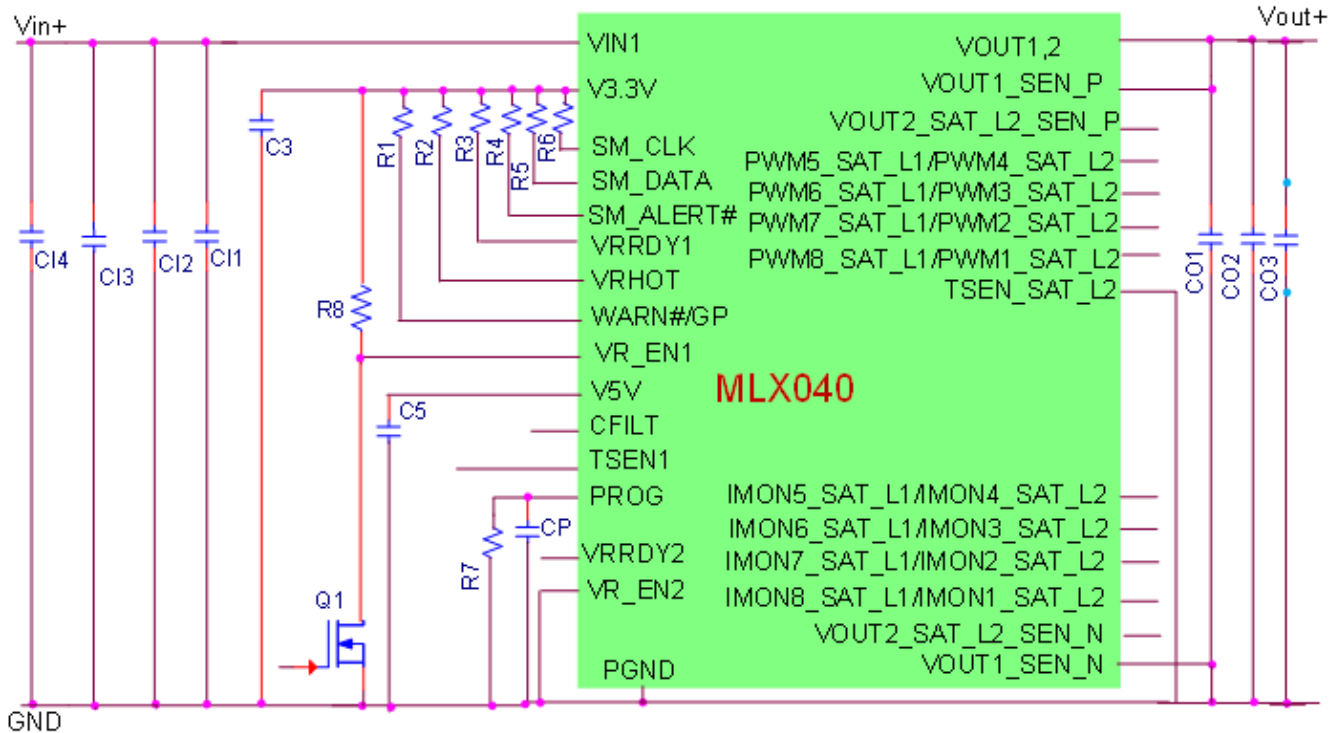 Vin+
Vout+
VIN1
VOUT1,2
V3.3V
VOUT1_SEN_P
C3
R1
R2
R3
R4
R5
R6
SM_CLK
VOUT2_SAT_L2_SEN_P
SM_DATA
PWM5_SAT_L1/PWM4_SAT_L2
SM_ALERT#
PWM6_SAT_L1/PWM3_SAT_L2
VRRDY1
PWM7_SAT_L1/PWM2_SAT_L2
VRHOT
PWM8_SAT_L1/PWM1_SAT_L2
WARN#/GP
TSEN_SAT_L2
CI4
CI3
CI2
CI1
CO1
CO2
CO3
R8
VR_EN1
V5V
MLX040
C5
CFILT
TSEN1
PROG
IMON5_SAT_L1/IMON4_SAT_L2
CP
IMON6_SAT_L1/IMON3_SAT_L2
R7
VRRDY2
IMON7_SAT_L1/IMON2_SAT_L2
VR_EN2
IMON8_SAT_L1/IMON1_SAT_L2
Q1
VOUT2_SAT_L2_SEN_N
VOUT1_SEN_N
PGND
GND